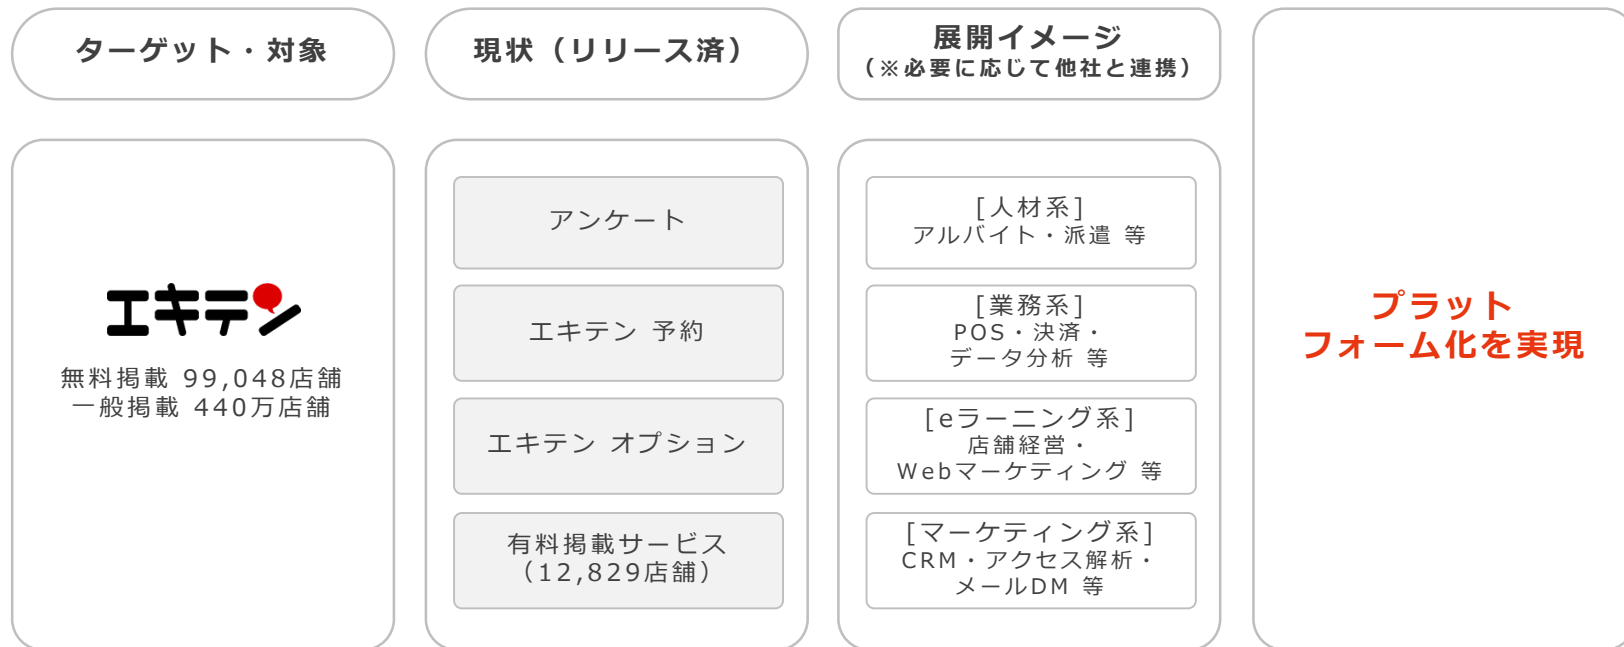 ターゲット・対象
現状（リリース済）
展開イメージ
（※必要に応じて他社と連携）
エキテン
無料掲載 99,048店舗
一般掲載 440万店舗
アンケート
エキテン 予約
エキテン オプション
有料掲載サービス
（12,829店舗）
[人材系]
アルバイト・派遣 等
[業務系]
POS・決済・
データ分析 等
[eラーニング系]
店舗経営・
Webマーケティング 等
[マーケティング系]
CRM・アクセス解析・
メールDM 等
プラット
フォーム化を実現